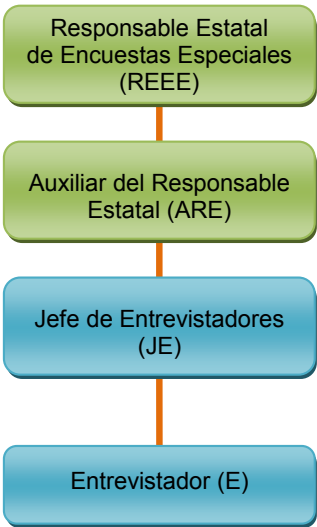 Responsable Estatal
de Encuestas Especiales
(REEE)
Auxiliar del Responsable
Estatal (ARE)
Jefe de Entrevistadores
(JE)
Entrevistador (E)